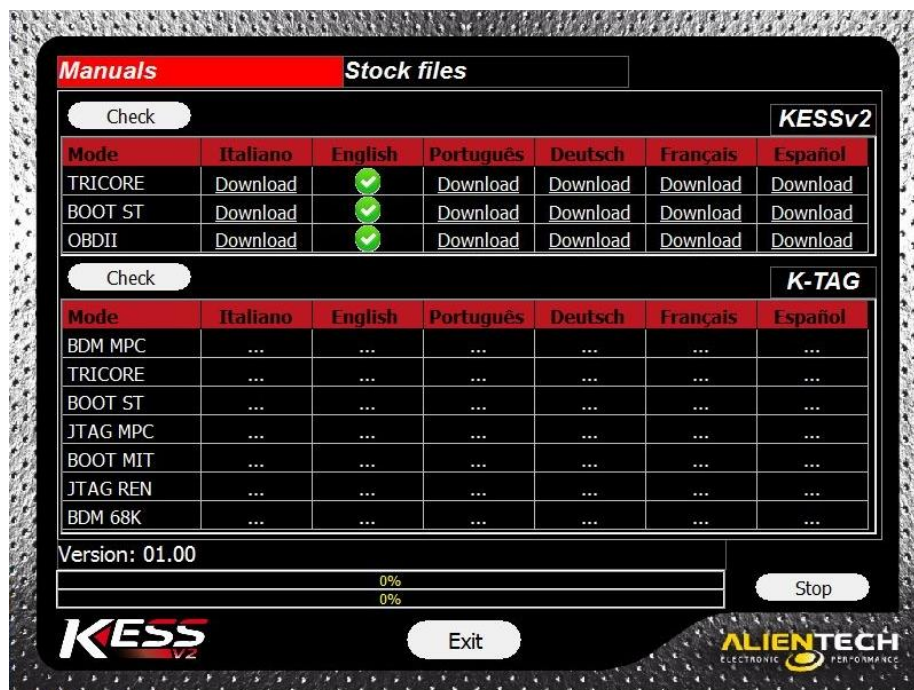 Manuals Stock files
Check KESSv2
Mode Italiano English Português Deutsch Français Español
TRICORE Download Download Download Download Download
BOOT ST Download Download Download Download Download
OBDII Download Download Download Download Download
Check K-TAG
Mode Italiano English Português Deutsch Français Español
BDM MPC ... ... ... ... ... ...
TRICORE ... ... ... ... ... ...
BOOT ST ... ... ... ... ... ...
JTAG MPC ... ... ... ... ... ...
BOOT MIT ... ... ... ... ... ...
JTAG REN ... ... ... ... ... ...
BDM 68K ... ... ... ... ... ...
Version: 01.00
0%
0%
Stop
KESS V2
Exit
ALIENTECH
ELECTRONIC PERFORMANCE